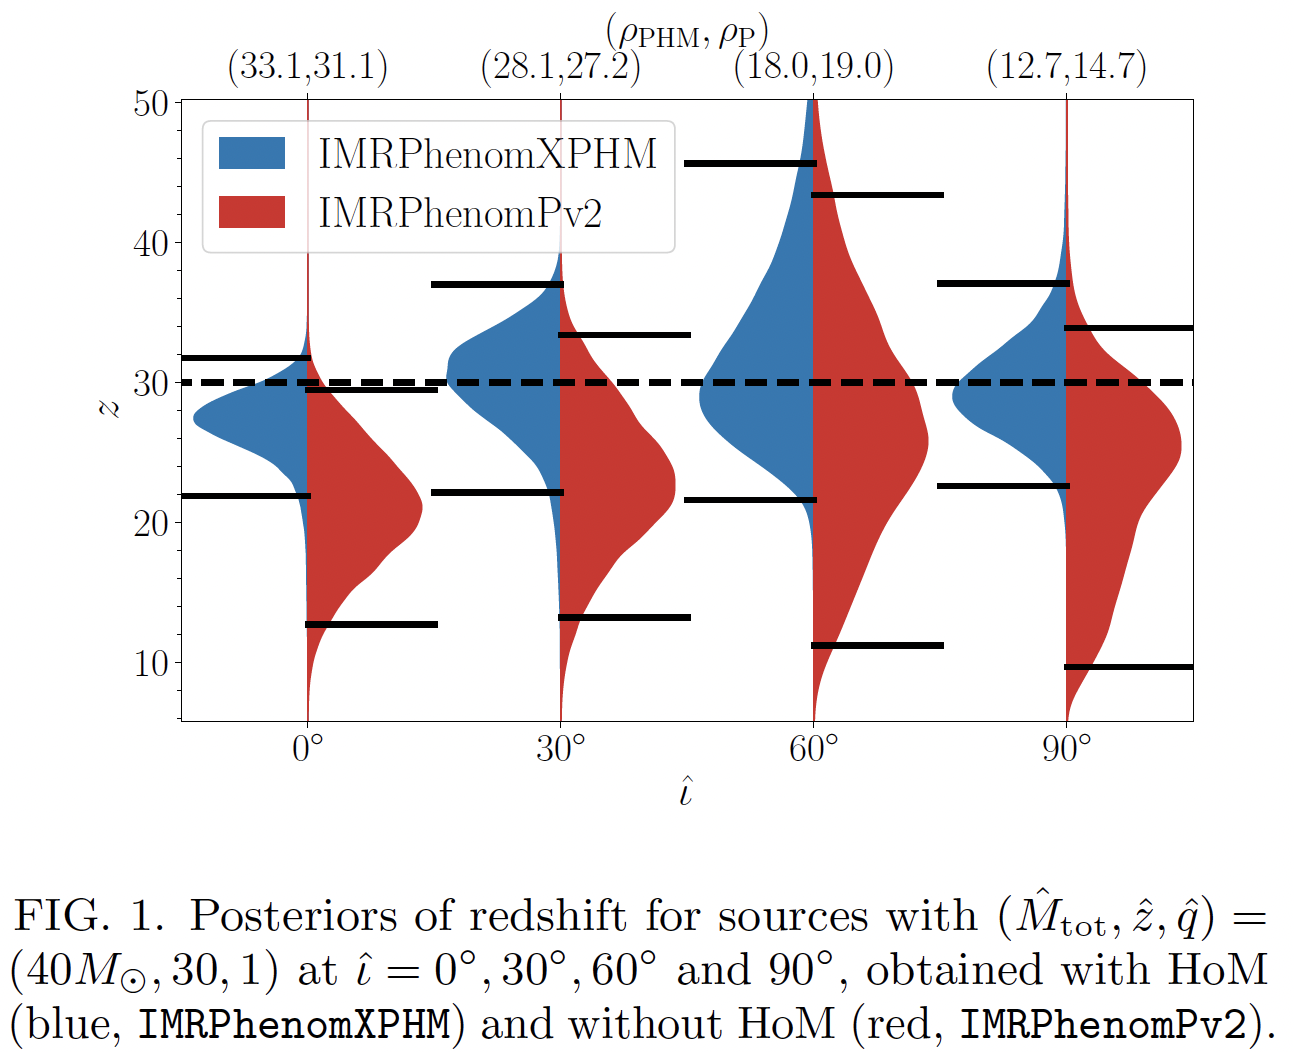 (ρPHM, ρP)
(33.1,31.1) (28.1,27.2) (18.0,19.0) (12.7,14.7)
50
IMRPhenomXPHM
IMRPhenomPv2
40
30
z
20
10
0° 30° 60° 90°
ι̂
FIG. 1. Posteriors of redshift for sources with (M̂tot, ẑ, q̂) =
(40M⊙, 30, 1) at ι̂ = 0°, 30°, 60° and 90°, obtained with HoM
(blue, IMRPhenomXPHM) and without HoM (red, IMRPhenomPv2).